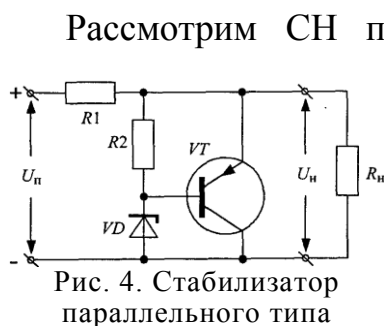 Рассмотрим СН п
+
R1
R2
VT
Uп
Uн
Rн
VD
-
Рис. 4. Стабилизатор
параллельного типа